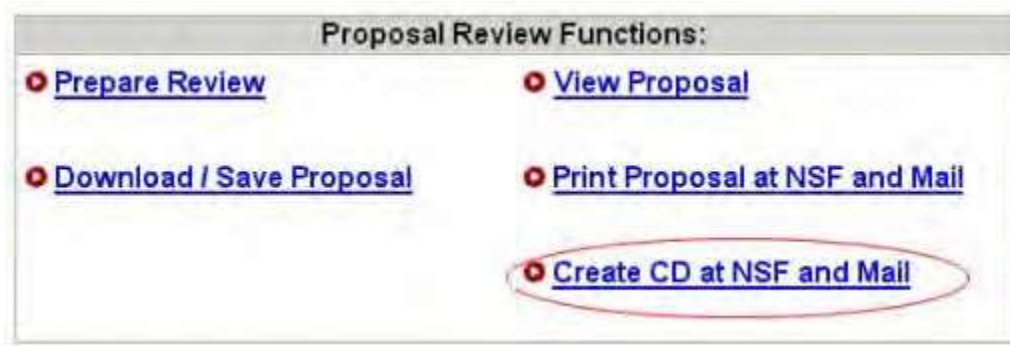 Proposal Review Functions:
Prepare Review
View Proposal
Download / Save Proposal
Print Proposal at NSF and Mail
Create CD at NSF and Mail